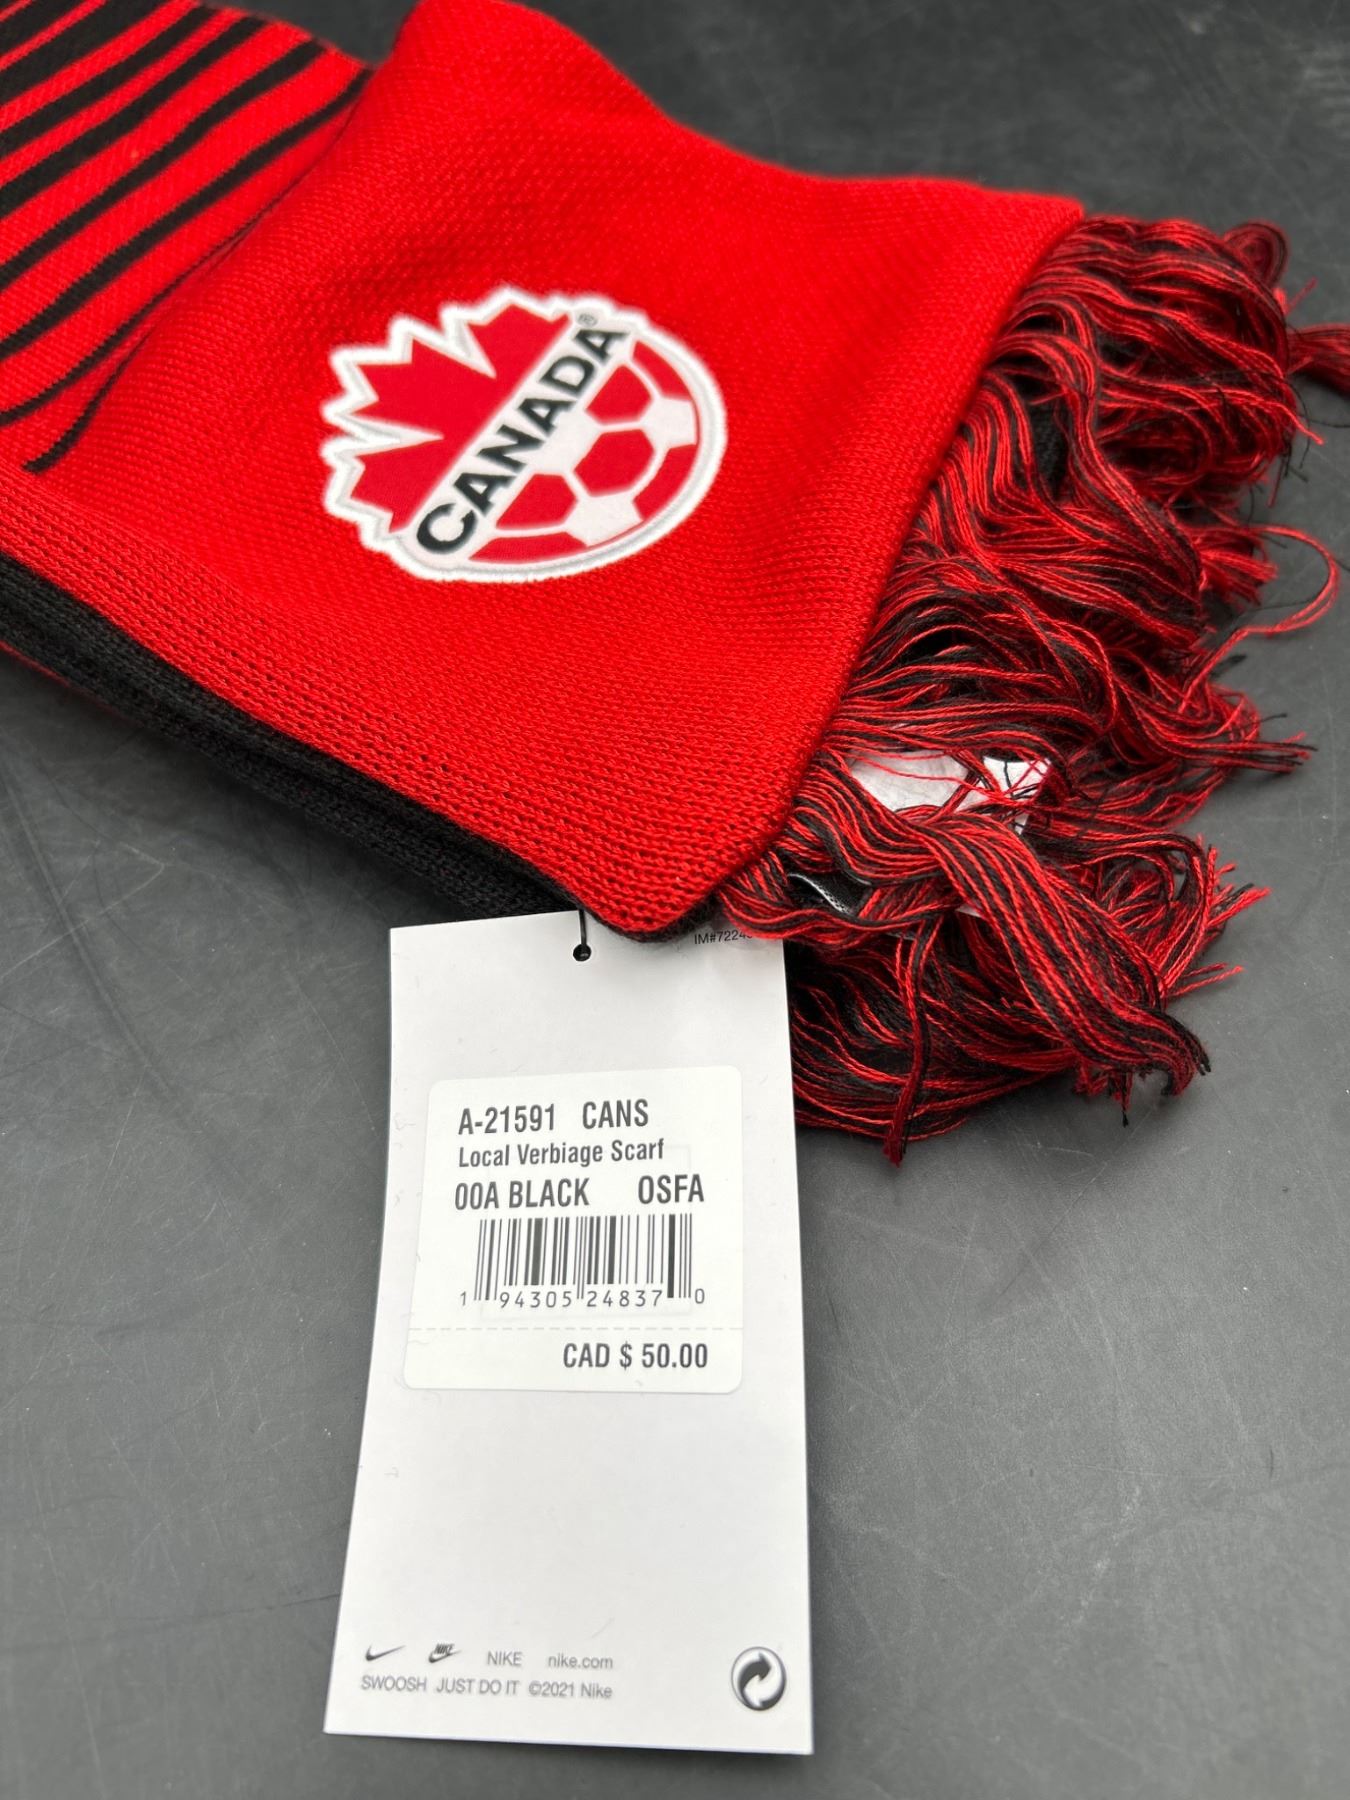 CANADA®
A-21591 CANS
Local Verbiage Scarf
00A BLACK OSFA
1 94305 24837 0
CAD $ 50.00
NIKE NIKE nike.com
SWOOSH JUST DO IT ©2021 Nike